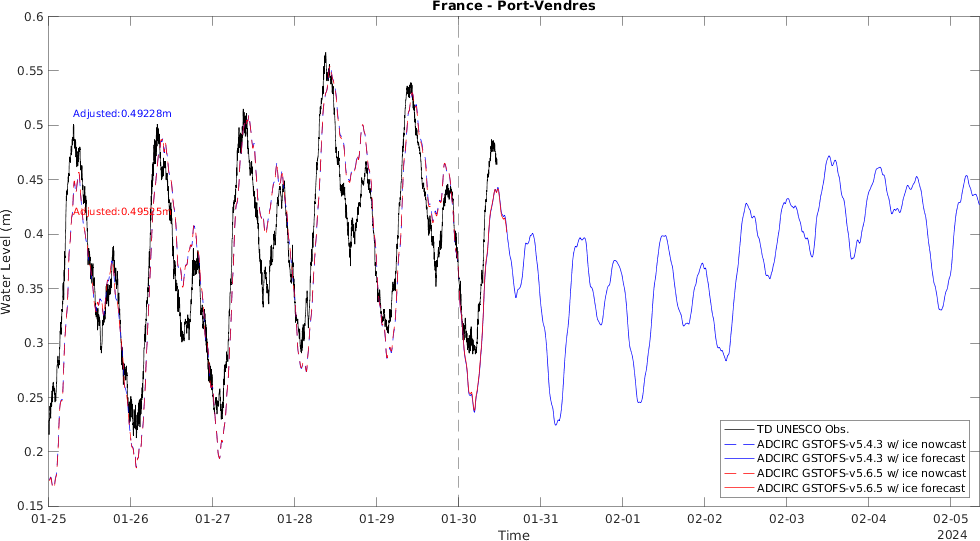 France - Port-Vendres
0.6
0.55
0.5
0.45
0.4
0.35
0.3
0.25
0.2
0.15
Water Level (m)
Adjusted:0.49228m
Adjusted:0.49525m
TD UNESCO Obs.
ADCIRC GSTOFS-v5.4.3 w/ ice nowcast
ADCIRC GSTOFS-v5.4.3 w/ ice forecast
ADCIRC GSTOFS-v5.6.5 w/ ice nowcast
ADCIRC GSTOFS-v5.6.5 w/ ice forecast
01-25 01-26 01-27 01-28 01-29 01-30 01-31 02-01 02-02 02-03 02-04 02-05
Time
2024